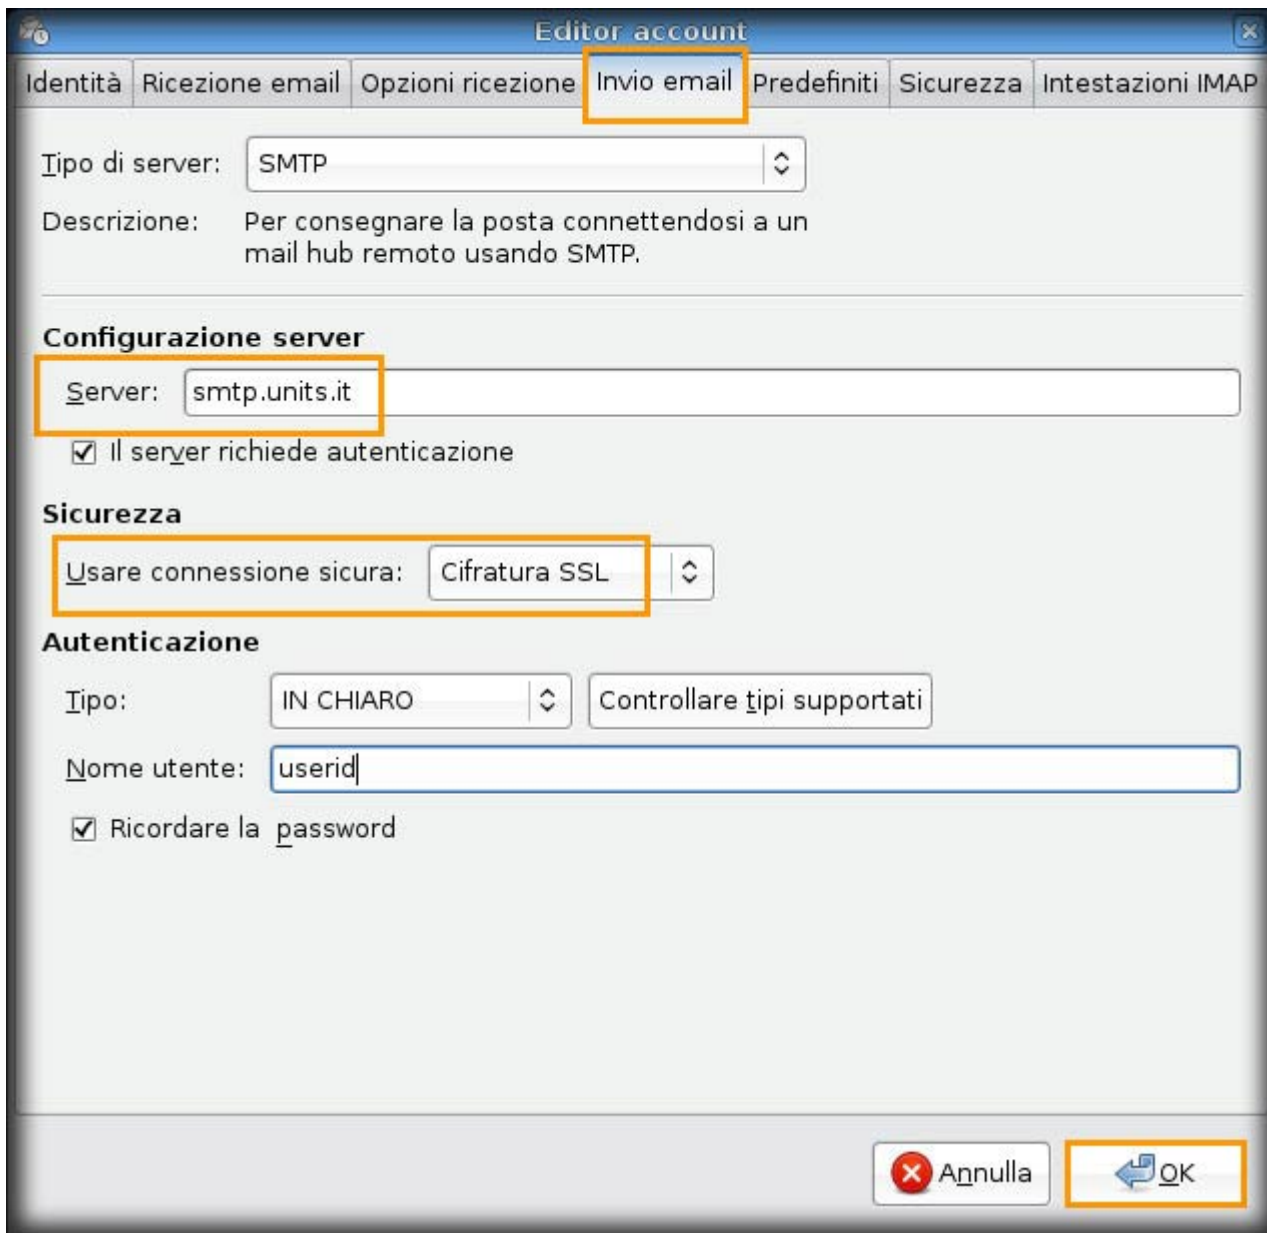 Editor account
Identità Ricezione email Opzioni ricezione Invio email Predefiniti Sicurezza Intestazioni IMAP
Tipo di server: SMTP
Descrizione: Per consegnare la posta connettendosi a un
mail hub remoto usando SMTP.
Configurazione server
Server: smtp.units.it
Il server richiede autenticazione
Sicurezza
Usare connessione sicura: Cifratura SSL
Autenticazione
Tipo: IN CHIARO Controllare tipi supportati
Nome utente: userid
Ricordare la password
Annulla OK